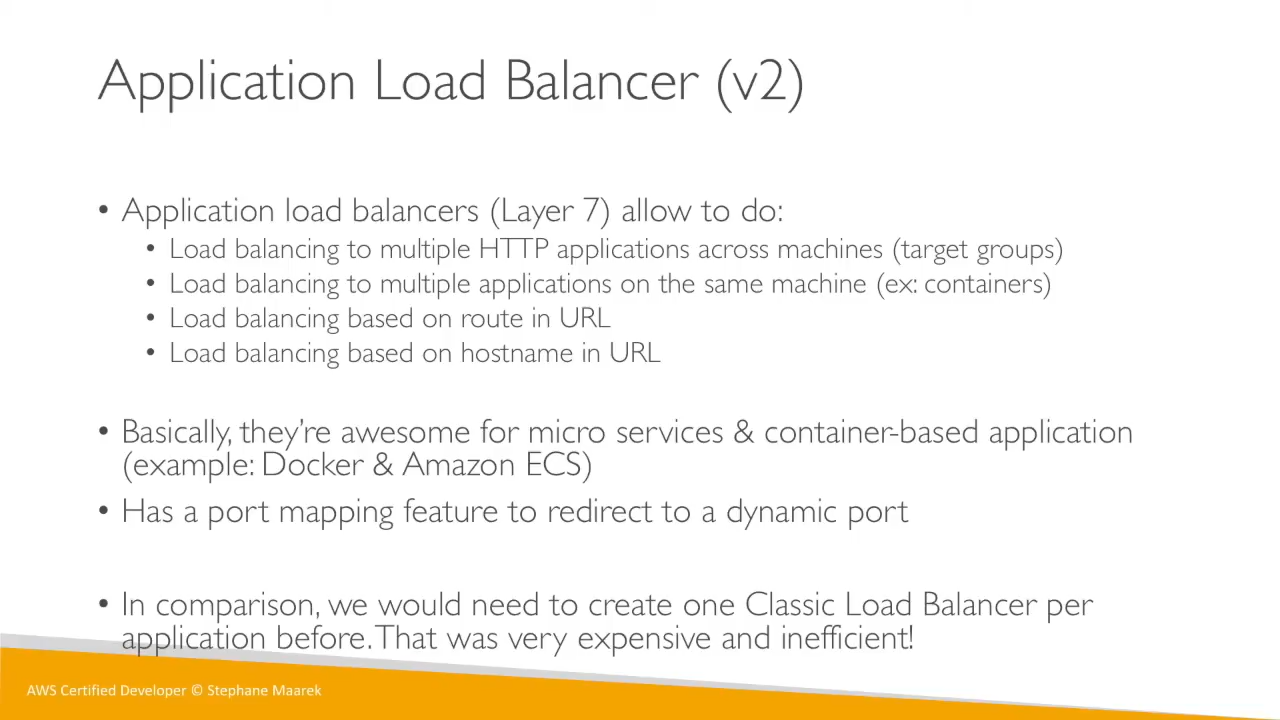 Application Load Balancer (v2)
• Application load balancers (Layer 7) allow to do:
• Load balancing to multiple HTTP applications across machines (target groups)
• Load balancing to multiple applications on the same machine (ex: containers)
• Load balancing based on route in URL
• Load balancing based on hostname in URL
• Basically, they're awesome for micro services & container-based application
(example: Docker & Amazon ECS)
• Has a port mapping feature to redirect to a dynamic port
• In comparison, we would need to create one Classic Load Balancer per
application before. That was very expensive and inefficient!
AWS Certified Developer © Stephane Maarek